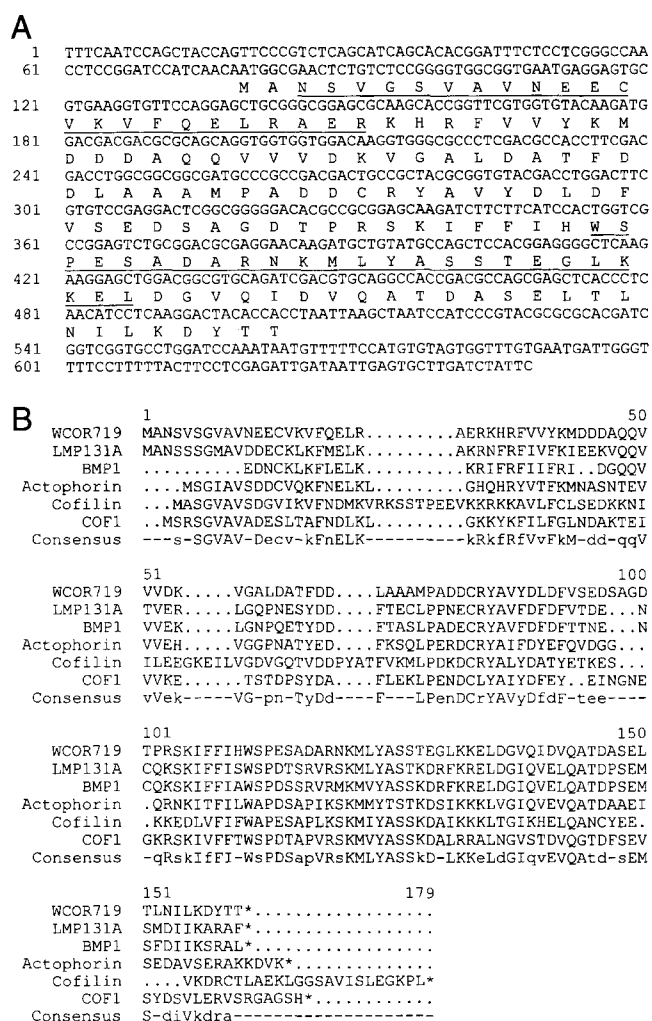 A
1 TTTCAATCCAGCTACCAGTTCCCGTCTCAGCATCAGCACACGGATTTCTCCTCGGGCCAA
61 CCTCCGGATCCATCAACAATGGCGAACTCTGTCTCCGGGGTGGCGGTGAATGAGGAGTGC
M A N S V G S V A V N E E C
121 GTGAAGGTGTTCCAGGAGCTGCGGGCGGAGCGCAAGCACCGGTTCGTGGTGTACAAGATG
V K V F Q E L R A E R K H R F V V Y K M
181 GACGACGACGCGCAGCAGGTGGTGGTGGACAAGGTGGGCGCCCTCGACGCCACCTTCGAC
D D D A Q Q V V V D K V G A L D A T F D
241 GACCTGGCGGCGGCGATGCCCGCCGACGACTGCCGCTACGCGGTGTACGACCTGGACTTC
D L A A A M P A D D C R Y A V Y D L D F
301 GTGTCCGAGGACTCGGCGGGGGACACGCCGCGGAGCAAGATCTTCTTCATCCACTGGTCG
V S E D S A G D T P R S K I F F I H W S
361 CCGGAGTCTGCGGACGCGAGGAACAAGATGCTGTATGCCAGCTCCACGGAGGGGCTCAAG
P E S A D A R N K M L Y A S S T E G L K
421 AAGGAGCTGGACGGCGTGCAGATCGACGTGCAGGCCACCGACGCCAGCGAGCTCACCCTC
K E L D G V Q I D V Q A T D A S E L T L
481 AACATCCTCAAGGACTACACCACCTAATTAAGCTAATCCATCCCGTACGCGCGCACGATC
N I L K D Y T T
541 GGTCGGTGCCTGGATCCAAATAATGTTTTTCCATGTGTAGTGGTTTGTGAATGATTGGGT
601 TTTCCTTTTTACTTCCTCGAGATTGATAATTGAGTGCTTGATCTATTC
B
1 50
WCOR719 MANSVSGVAVNEECVKVFQELR.........AERKHRFVVYKMDDDAQQV
LMP131A MANSSSGMAVDDECKLKFMELK.........AKRNFRFIVFKIEEKVQQV
BMP1 .........EDNCKLKFLELK.........KRIFRFIIFRI..DGQQV
Actophorin ....MSGIAVSDDCVQKFNELKL........GHQHRYVTFKMNASNTEV
Cofilin ....MASGVAVSDGVIKVFNDMKVRKSSTPEEVKKRKKAVLFCLSEDKKNI
COF1 ...MSRSGVAVADESLTAFNDLKL.......GKKYKFILFGLNDAKTEI
Consensus ---s-SGVAV-Decv-kFnELK---------kRkfRfVvFkM-dd-qqV
51 100
WCOR719 VVDK.....VGALDATFDD....LAAAMPADDCRYAVYDLDFVSEDSAGD
LMP131A TVER.....LGQPNESYDD....FTECLPPNECRYAVFDFDFVTDE...N
BMP1 VVEK.....LGNPQETYDD....FTASLPADECRYAVFDFDFTTNE...N
Actophorin VVEH.....VGGPNATYED....FKSQLPERDCRYAIFDYEFQVDGG...
Cofilin ILEEGKEILVGDVGQTVDDPYATFVKMLPDKDCRYALYDATYETKES...
COF1 VVKE.....TSTDPSYDA....FLEKLPENDCLYAIYDFEY..EINGNE
Consensus vVek-----VG-pn-TyDd----F---LPenDCrYAVyDfdF-tee----
101 150
WCOR719 TPRSKIFFIHWSPESADARNKMLYASSTEGLKKELDGVQIDVQATDASEL
LMP131A CQKSKIFFISWSPDTSRVRSKMLYASTKDRFKRELDGIQVELQATDPSEM
BMP1 CQKSKIFFIAWSPDSSRVRMKMVYASSKDRFKRELDGIQVELQATDPSEM
Actophorin .QRNKITFILWAPDSAPIKSKMMYTSTKDSIKKKLVGIQVEVQATDAAEI
Cofilin .KKEDLVFIFWAPESAPLKSKMIYASSKDAIKKKLTGIKHELQANCYEE.
COF1 GKRSKIVFFTWSPDTAPVRSKMVYASSKDALRRALNGVSTDVQGTDFSEV
Consensus -qRskIfFI-WsPDSapVRsKMLYASSkD-LKKeLdGIqvEVQATd-sEM
151 179
WCOR719 TLNILKDYTT*...................
LMP131A SMDIIKARAF*...................
BMP1 SFDIIKSRAL*...................
Actophorin SEDAVSERAKKDVK*...............
Cofilin ....VKDRCTLAEKLGGSAVISLEGKPL*
COF1 SYDSVLERVSRGAGSH*.............
Consensus S-diVkdra--------------------